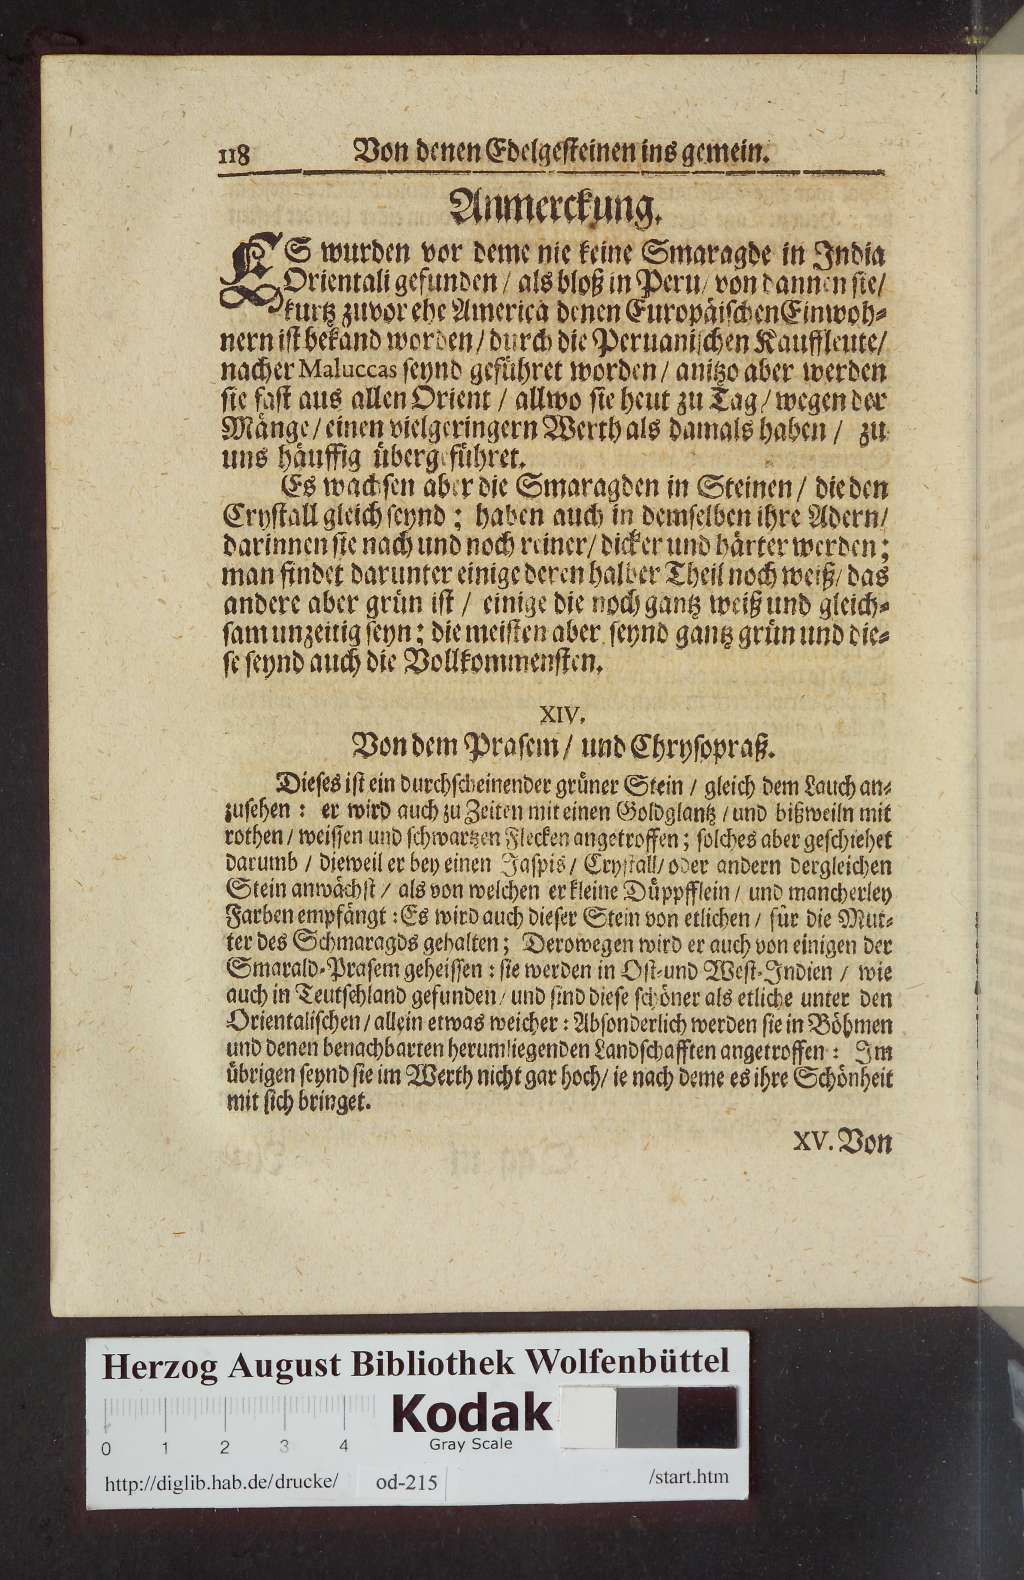 118 Von denen Edelgesteinen ins gemein.
Anmerckung.
ES wurden vor deme nie keine Smaragde in India
Orientali gefunden / als bloß in Peru / von dannen sie /
kurtz zuvor ehe America denen Europäischen Einwoh-
nern ist bekand worden / durch die Peruanischen Kauffleute /
nacher Maluccas seynd geführet worden / anitzo aber werden
sie fast aus allen Orient / allwo sie heut zu Tag / wegen der
Mänge / einen vielgeringern Werth als damals haben / zu
uns häuffig übergeführet.
Es wachsen aber die Smaragden in Steinen / die den
Crystall gleich seynd ; haben auch in demselben ihre Adern /
darinnen sie nach und noch reiner / dicker und härter werden ;
man findet darunter einige deren halber Theil noch weiß / das
andere aber grün ist / einige die noch gantz weiß und gleich-
sam unzeitig seyn : die meisten aber seynd gantz grün und die-
se seynd auch die Vollkommensten.
XIV.
Von dem Prasem / und Chrysopraß.
Dieses ist ein durchscheinender grüner Stein / gleich dem Lauch an-
zusehen : er wird auch zu Zeiten mit einen Goldglantz / und bißweiln mit
rothen / weissen und schwartzen Flecken angetroffen ; solches aber geschiehet
darumb / dieweil er bey einen Jaspis / Crystall / oder andern dergleichen
Stein anwächst / als von welchen er kleine Düppfflein / und mancherley
Farben empfängt : Es wird auch dieser Stein von etlichen / für die Mut-
ter des Schmaragds gehalten ; Derowegen wird er auch von einigen der
Smarald-Prasem geheissen : sie werden in Ost- und West-Indien / wie
auch in Teutschland gefunden / und sind diese schöner als etliche unter den
Orientalischen / allein etwas weicher : Absonderlich werden sie in Böhmen
und denen benachbarten herumliegenden Landschafften angetroffen : Im
übrigen seynd sie im Werth nicht gar hoch / ie nach deme es ihre Schönheit
mit sich bringet.
XV. Von
Herzog August Bibliothek Wolfenbüttel
Kodak
Gray Scale
0 1 2 3 4
http://diglib.hab.de/drucke/ od-215 /start.htm